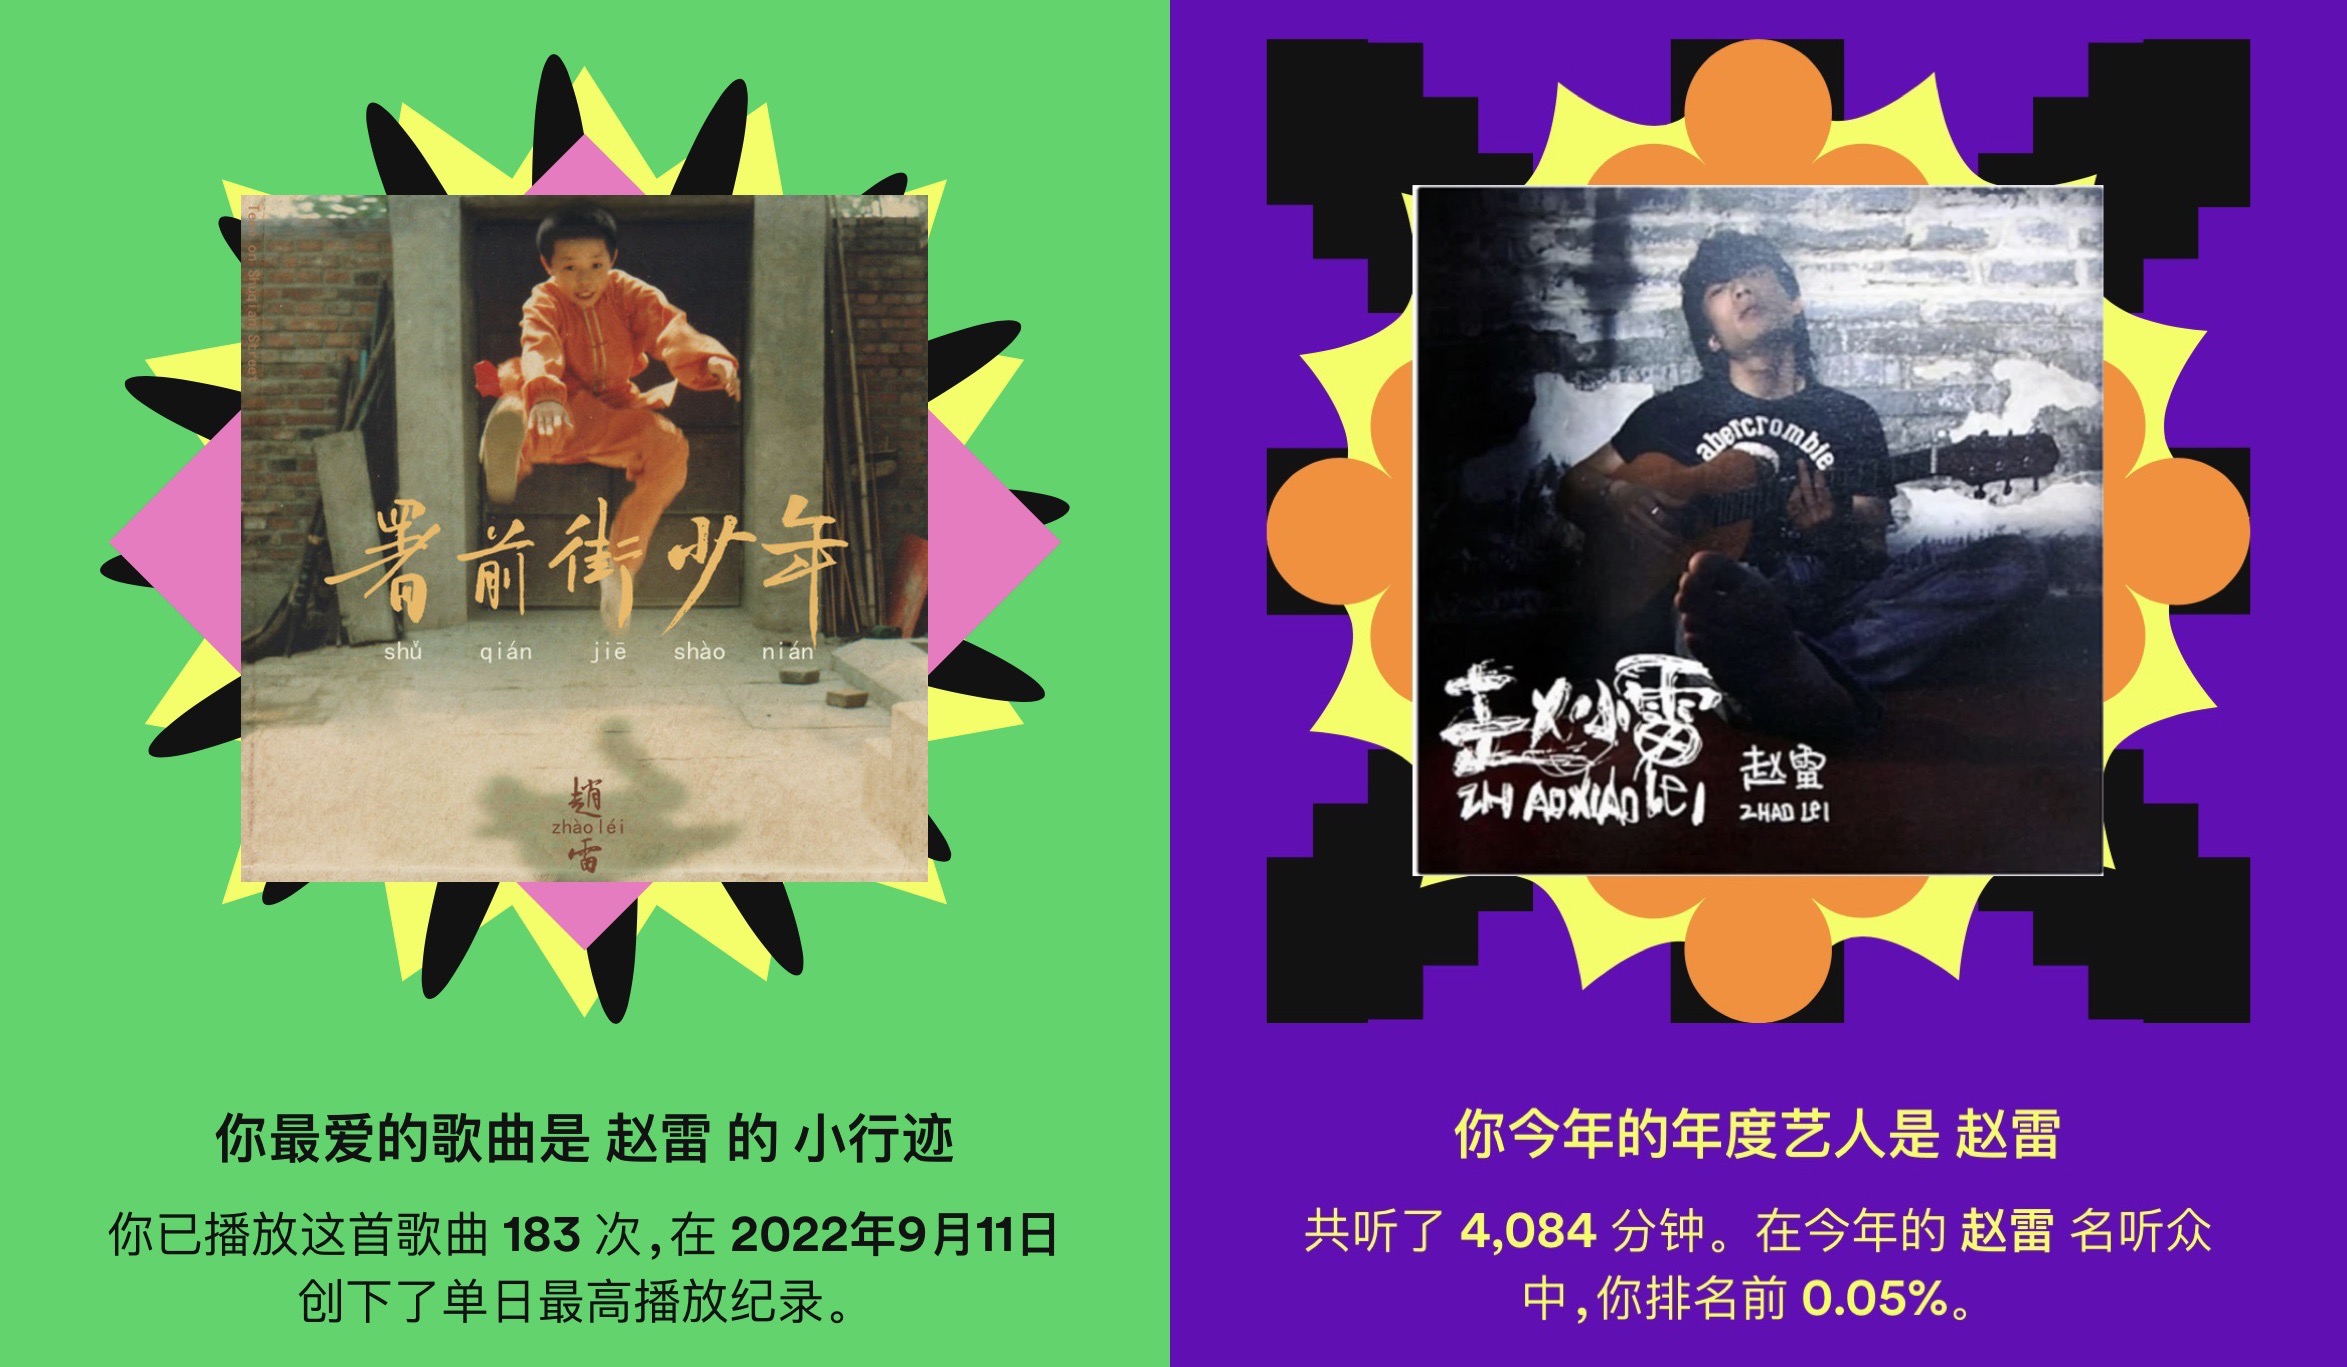 署前街少年
shǔ qián jiē shào nián
趙
zhào léi
雷
你最爱的歌曲是 赵雷 的 小行迹
你已播放这首歌曲 183 次,在 2022年9月11日
创下了单日最高播放纪录。
abercrombie
赵小雷
ZHAOXIAOLEI
赵雷
ZHAO LEI
你今年的年度艺人是 赵雷
共听了 4,084 分钟。在今年的 赵雷 名听众
中,你排名前 0.05%。